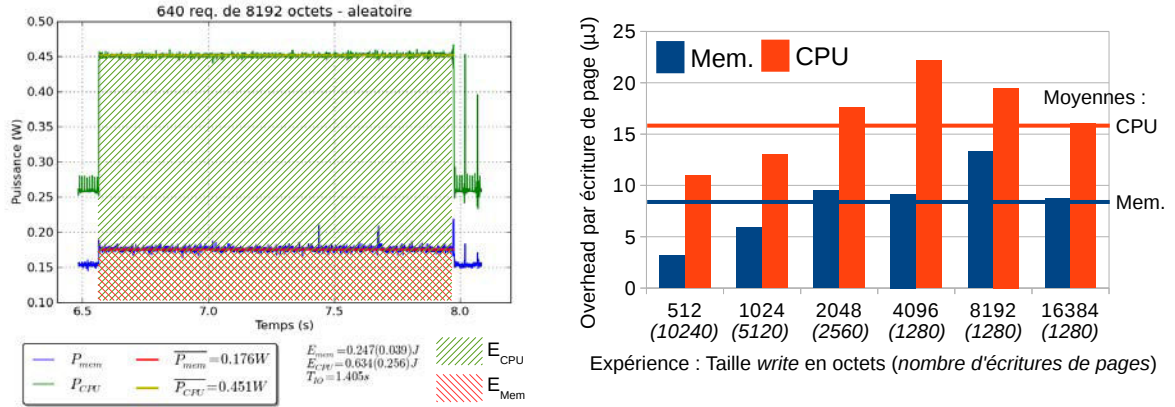 640 req. de 8192 octets - aleatoire
Puissance (W)
0.50
0.45
0.40
0.35
0.30
0.25
0.20
0.15
0.10
6.5 7.0 7.5 8.0
Temps (s)
P_mem P_mem=0.176W
P_CPU P_CPU=0.451W
E_mem=0.247(0.039)J
E_CPU=0.634(0.256)J
T_IO=1.405s
E_CPU
E_Mem
Overhead par écriture de page (µJ)
25
20
15
10
5
0
Mem. CPU
Moyennes :
CPU
Mem.
512 1024 2048 4096 8192 16384
(10240) (5120) (2560) (1280) (1280) (1280)
Expérience : Taille write en octets (nombre d'écritures de pages)